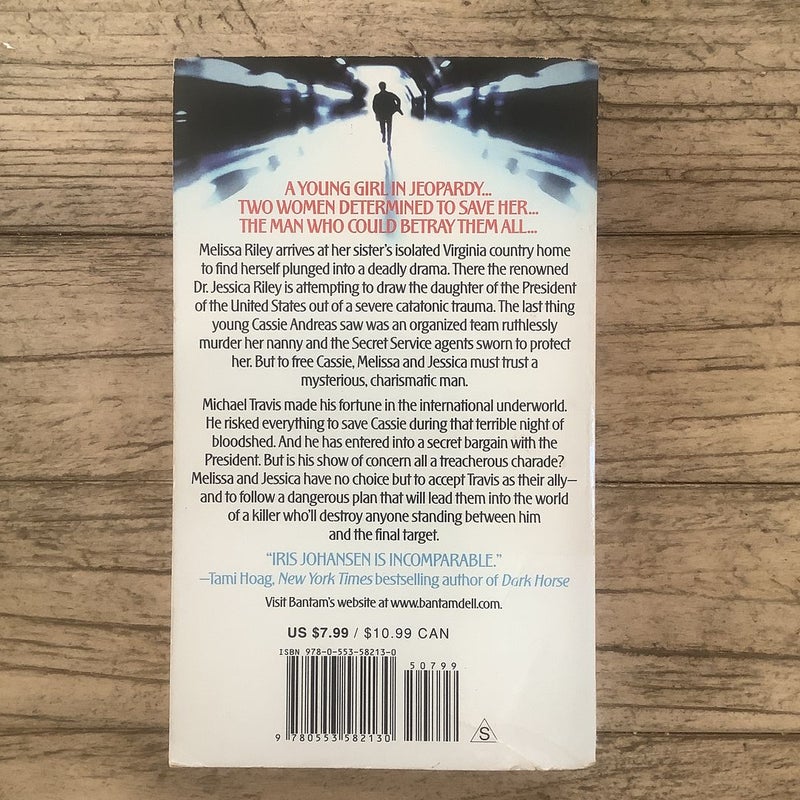 A YOUNG GIRL IN JEOPARDY...
TWO WOMEN DETERMINED TO SAVE HER...
THE MAN WHO COULD BETRAY THEM ALL...
Melissa Riley arrives at her sister's isolated Virginia country home
to find herself plunged into a deadly drama. There the renowned
Dr. Jessica Riley is attempting to draw the daughter of the President
of the United States out of a severe catatonic trauma. The last thing
young Cassie Andreas saw was an organized team ruthlessly
murder her nanny and the Secret Service agents sworn to protect
her. But to free Cassie, Melissa and Jessica must trust a
mysterious, charismatic man.
Michael Travis made his fortune in the international underworld.
He risked everything to save Cassie during that terrible night of
bloodshed. And he has entered into a secret bargain with the
President. But is his show of concern all a treacherous charade?
Melissa and Jessica have no choice but to accept Travis as their ally—
and to follow a dangerous plan that will lead them into the world
of a killer who'll destroy anyone standing between him
and the final target.
"IRIS JOHANSEN IS INCOMPARABLE."
—Tami Hoag, New York Times bestselling author of Dark Horse
Visit Bantam's website at www.bantamdell.com.
US $7.99 / $10.99 CAN
ISBN 978-0-553-58213-0
50799
9 780553 582130
S